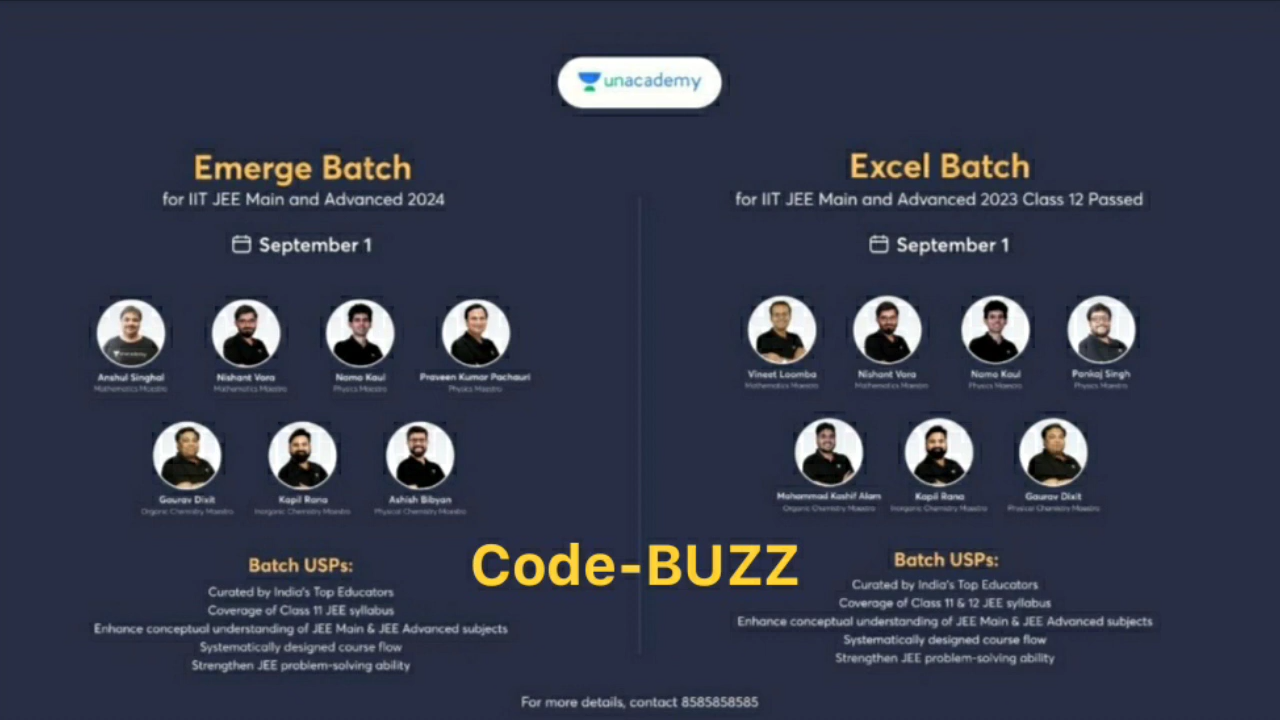 unacademy
Emerge Batch
for IIT JEE Main and Advanced 2024
September 1
Anshul Singhal
Mathematics Maestro
Nishant Vora
Mathematics Maestro
Namo Kaul
Physics Maestro
Praveen Kumar Pachauri
Physics Maestro
Gaurav Dixit
Organic Chemistry Maestro
Kapil Rana
Inorganic Chemistry Maestro
Ashish Bibyan
Physical Chemistry Maestro
Batch USPs:
Curated by India's Top Educators
Coverage of Class 11 JEE syllabus
Enhance conceptual understanding of JEE Main & JEE Advanced subjects
Systematically designed course flow
Strengthen JEE problem-solving ability
Excel Batch
for IIT JEE Main and Advanced 2023 Class 12 Passed
September 1
Vineet Loomba
Mathematics Maestro
Nishant Vora
Mathematics Maestro
Namo Kaul
Physics Maestro
Pankaj Singh
Physics Maestro
Mohammad Kashif Alam
Organic Chemistry Maestro
Kapil Rana
Inorganic Chemistry Maestro
Gaurav Dixit
Physical Chemistry Maestro
Batch USPs:
Curated by India's Top Educators
Coverage of Class 11 & 12 JEE syllabus
Enhance conceptual understanding of JEE Main & JEE Advanced subjects
Systematically designed course flow
Strengthen JEE problem-solving ability
Code-BUZZ
For more details, contact 8585858585